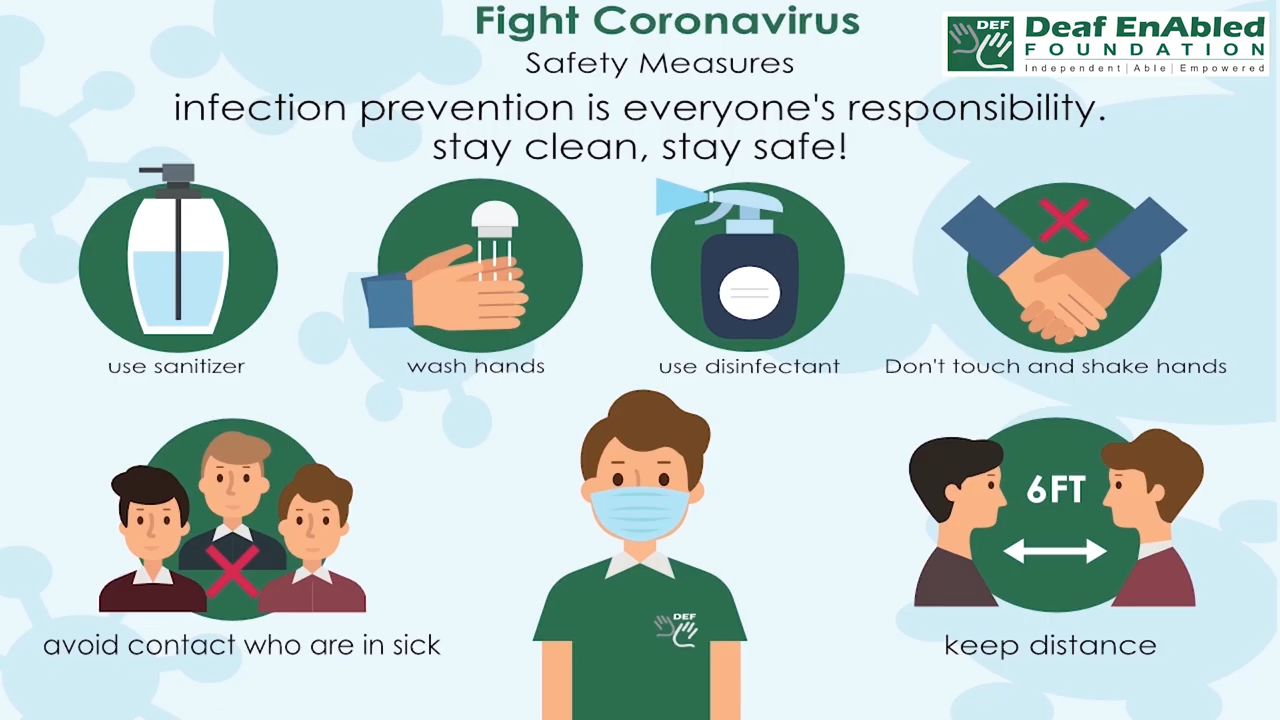 Fight Coronavirus
Safety Measures
DEF
Deaf EnAbled
FOUNDATION
Independent | Able | Empowered
infection prevention is everyone's responsibility.
stay clean, stay safe!
use sanitizer
wash hands
use disinfectant
Don't touch and shake hands
6 FT
DEF
avoid contact who are in sick
keep distance